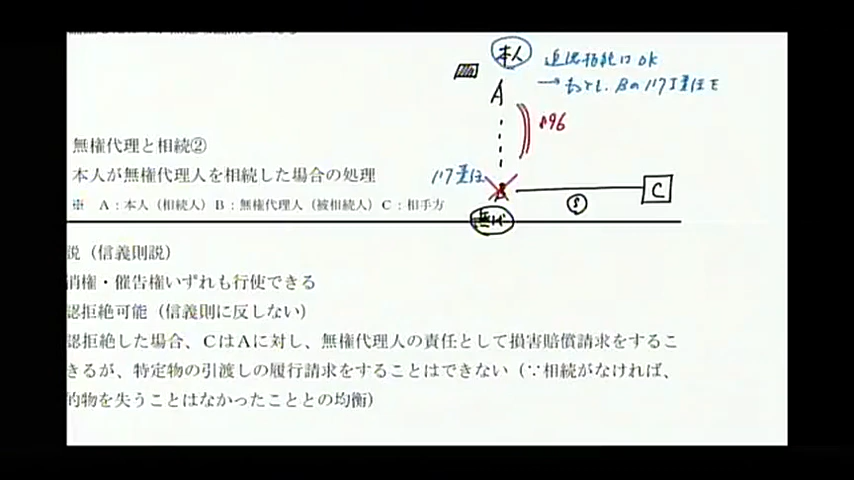 本人
追認拒絶はOK
A
→もっとも、Bの117責任を
896
無権代理と相続②
本人が無権代理人を相続した場合の処理
117責任
B
C
※ A：本人（相続人）B：無権代理人（被相続人）C：相手方
無代
説（信義則説）
消権・催告権いずれも行使できる
認拒絶可能（信義則に反しない）
認拒絶した場合、CはAに対し、無権代理人の責任として損害賠償請求をするこ
きるが、特定物の引渡しの履行請求をすることはできない（∵相続がなければ、
的物を失うことはなかったこととの均衡）